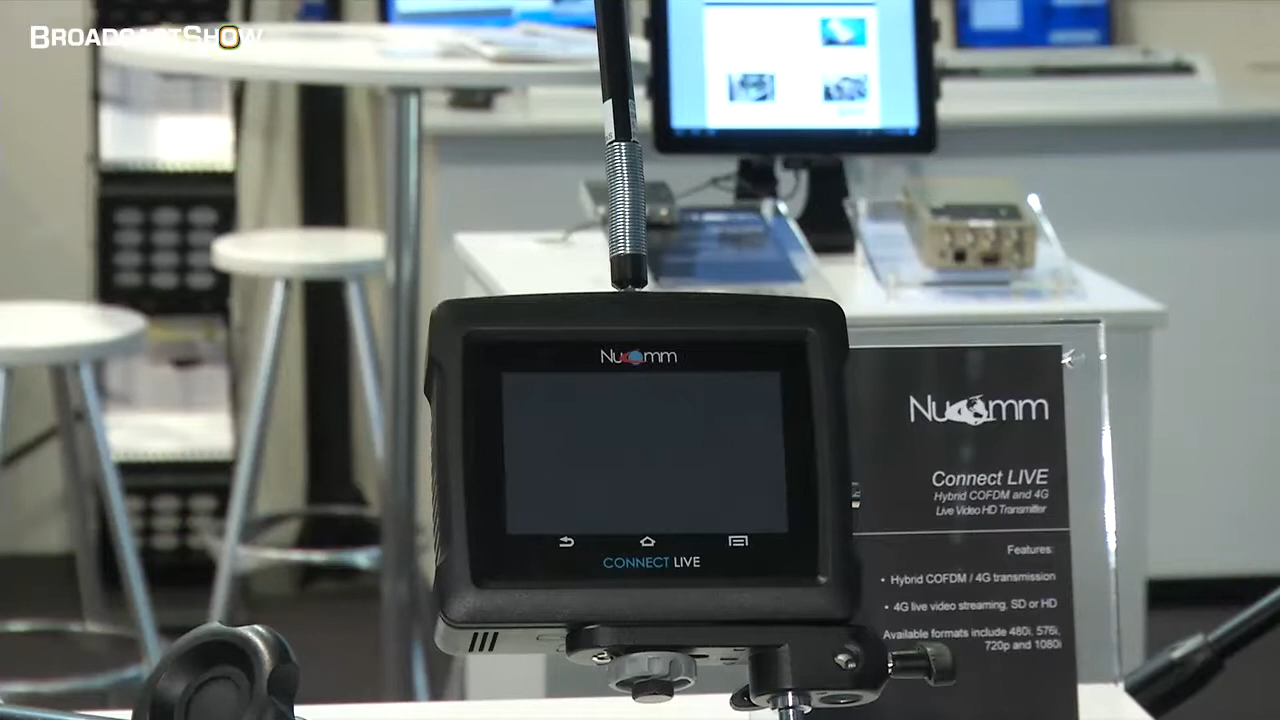 BROADCASTSHOW
Nucomm
CONNECT LIVE
Nucomm
Connect LIVE
Hybrid COFDM and 4G
Live Video HD Transmitter
Features:
• Hybrid COFDM / 4G transmission
• 4G live video streaming, SD or HD
Available formats include 480i, 576i,
720p and 1080i